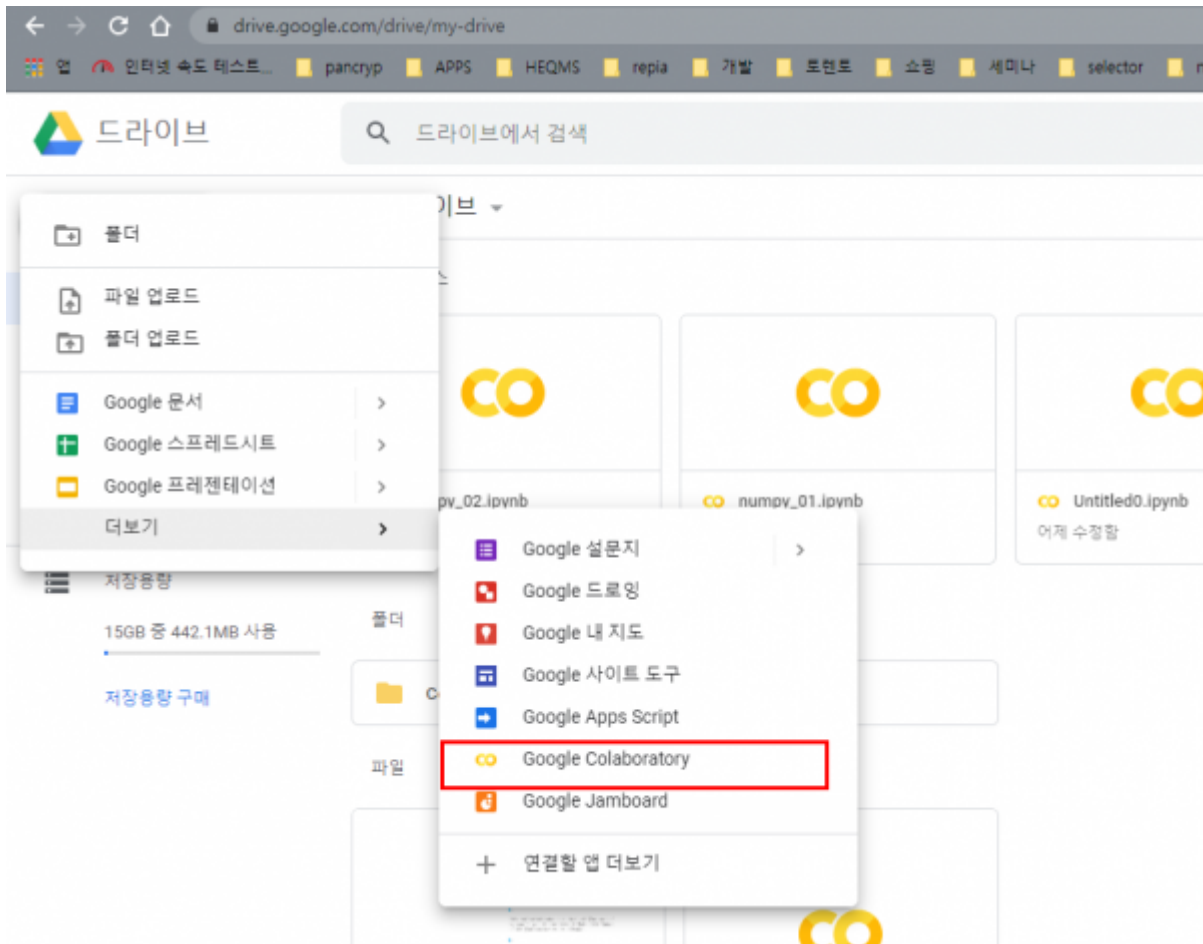 drive.google.com/drive/my-drive
앱 인터넷 속도 테스트... pancryp APPS HEQMS repia 개발 토렌토 쇼핑 세미나 selector
드라이브
드라이브에서 검색
이브
폴더
파일 업로드
폴더 업로드
Google 문서
Google 스프레드시트
Google 프레젠테이션
더보기
py_02.ipynb
numpy_01.ipynb
Untitled0.ipynb
어제 수정함
Google 설문지
Google 드로잉
Google 내 지도
Google 사이트 도구
Google Apps Script
Google Colaboratory
Google Jamboard
연결할 앱 더보기
저장용량
15GB 중 442.1MB 사용
저장용량 구매
폴더
파일